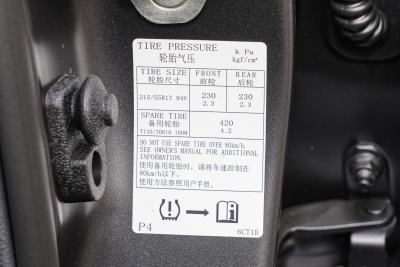 TIRE PRESSURE k Pa
轮胎气压 kgf/cm²
TIRE SIZE FRONT REAR
轮胎尺寸 前轮 后轮
215/55R17 94V 230 230
2.3 2.3
SPARE TIRE 420
备用轮胎 4.2
T135/70R16 100M
DO NOT USE SPARE TIRE OVER 80km/h.
SEE OWNER'S MANUAL FOR ADDITIONAL
INFORMATION.
使用备用轮胎时，请将车速控制在
80km/h以下。
使用方法参照用户手册。
P4 6CT1B